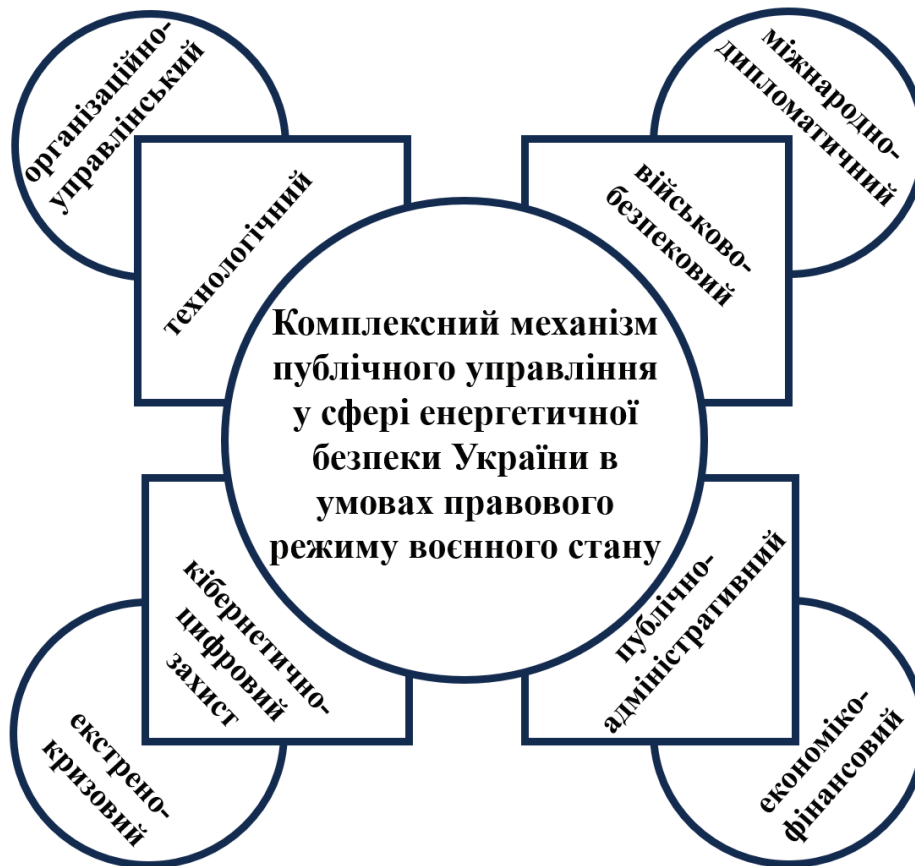 організаційно-
управлінський
міжнародно-
дипломатичний
технологічний
військово-
безпековий
Комплексний механізм
публічного управління
у сфері енергетичної
безпеки України в
умовах правового
режиму воєнного стану
кібернетично-
цифровий
захист
публічно-
адміністративний
екстрено-
кризовий
економіко-
фінансовий